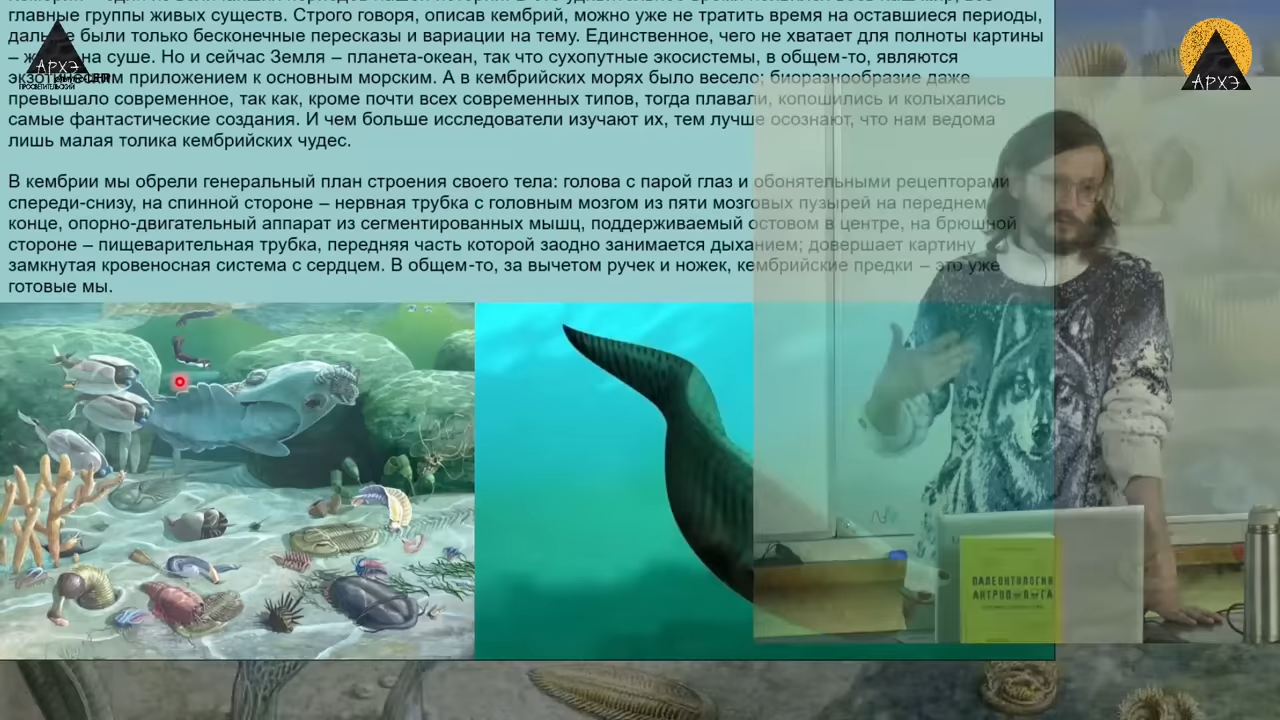 главные группы живых существ. Строго говоря, описав кембрий, можно уже не тратить время на оставшиеся периоды,
были только бесконечные пересказы и вариации на тему. Единственное, чего не хватает для полноты картины
– на суше. Но и сейчас Земля – планета-океан, так что сухопутные экосистемы, в общем-то, являются
приложением к основным морским. А в кембрийских морях было весело; биоразнообразие даже
превышало современное, так как, кроме почти всех современных типов, тогда плавали, копошились и колыхались
самые фантастические создания. И чем больше исследователи изучают их, тем лучше осознают, что нам ведома
лишь малая толика кембрийских чудес.
В кембрии мы обрели генеральный план строения своего тела: голова с парой глаз и обонятельными рецепторами
спереди-снизу, на спинной стороне – нервная трубка с головным мозгом из пяти мозговых пузырей на переднем
конце, опорно-двигательный аппарат из сегментированных мышц, поддерживаемый остовом в центре, на брюшной
стороне – пищеварительная трубка, передняя часть которой заодно занимается дыханием; довершает картину
замкнутая кровеносная система с сердцем. В общем-то, за вычетом ручек и ножек, кембрийские предки – это уже
готовые мы.
АРХЭ
АРХЭ
ПАЛЕОНТОЛОГИЯ
АНТРОПОЛОГА